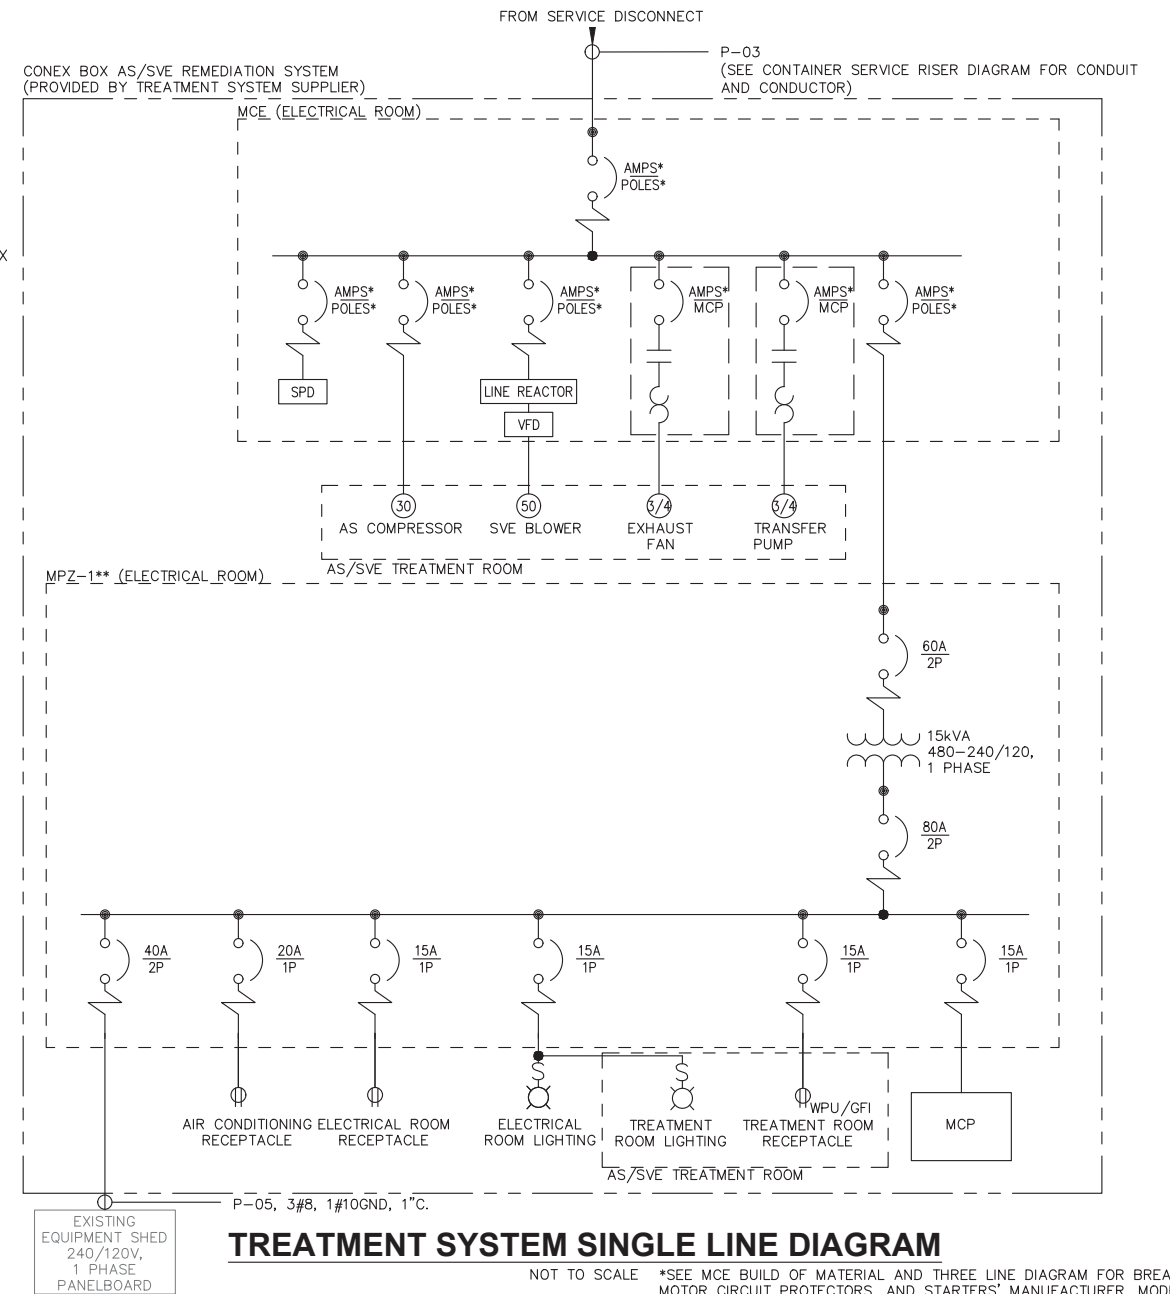 FROM SERVICE DISCONNECT
P-03
(SEE CONTAINER SERVICE RISER DIAGRAM FOR CONDUIT
AND CONDUCTOR)
CONEX BOX AS/SVE REMEDIATION SYSTEM
(PROVIDED BY TREATMENT SYSTEM SUPPLIER)
MCE (ELECTRICAL ROOM)
AMPS*
POLES*
X
AMPS*
POLES*
AMPS*
POLES*
AMPS*
POLES*
AMPS*
MCP
AMPS*
MCP
AMPS*
POLES*
SPD
LINE REACTOR
VFD
30
50
3/4
3/4
AS COMPRESSOR
SVE BLOWER
EXHAUST
FAN
TRANSFER
PUMP
AS/SVE TREATMENT ROOM
MPZ-1** (ELECTRICAL ROOM)
60A
2P
15kVA
480-240/120,
1 PHASE
80A
2P
40A
2P
20A
1P
15A
1P
15A
1P
15A
1P
15A
1P
S
S
AIR CONDITIONING
RECEPTACLE
ELECTRICAL ROOM
RECEPTACLE
ELECTRICAL
ROOM LIGHTING
TREATMENT
ROOM LIGHTING
WPU/GFI
TREATMENT ROOM
RECEPTACLE
MCP
AS/SVE TREATMENT ROOM
P-05, 3#8, 1#10GND, 1"C.
EXISTING
EQUIPMENT SHED
240/120V,
1 PHASE
PANELBOARD
TREATMENT SYSTEM SINGLE LINE DIAGRAM
NOT TO SCALE
*SEE MCE BUILD OF MATERIAL AND THREE LINE DIAGRAM FOR BREA
MOTOR CIRCUIT PROTECTORS, AND STARTERS' MANUFACTURER, MOD